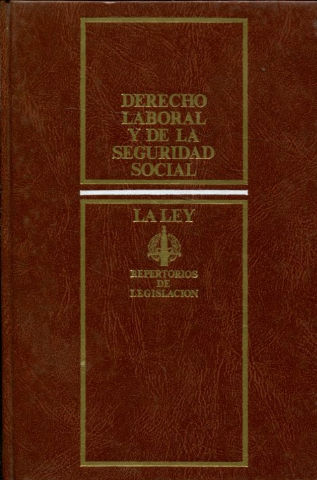 DERECHO
LABORAL
Y DE LA
SEGURIDAD
SOCIAL
LA LEY
REPERTORIOS
DE
LEGISLACION